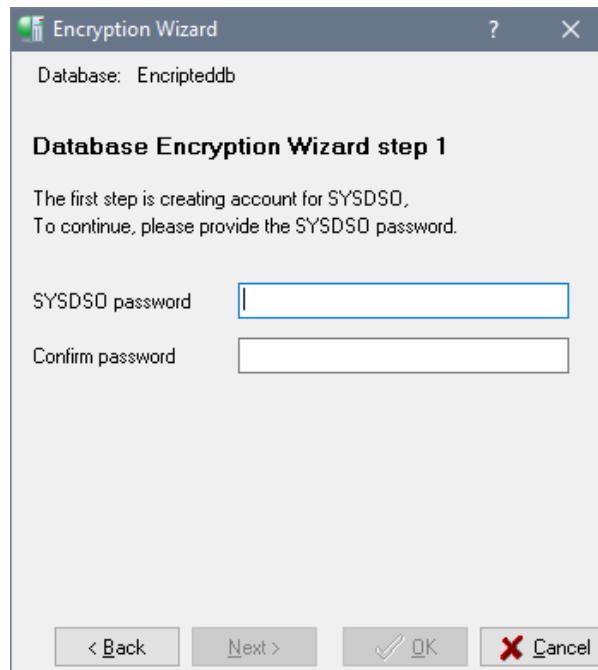 Encryption Wizard ? ×
Database: Encripteddb
Database Encryption Wizard step 1
The first step is creating account for SYSDSO,
To continue, please provide the SYSDSO password.
SYSDSO password
Confirm password
< Back Next > OK Cancel